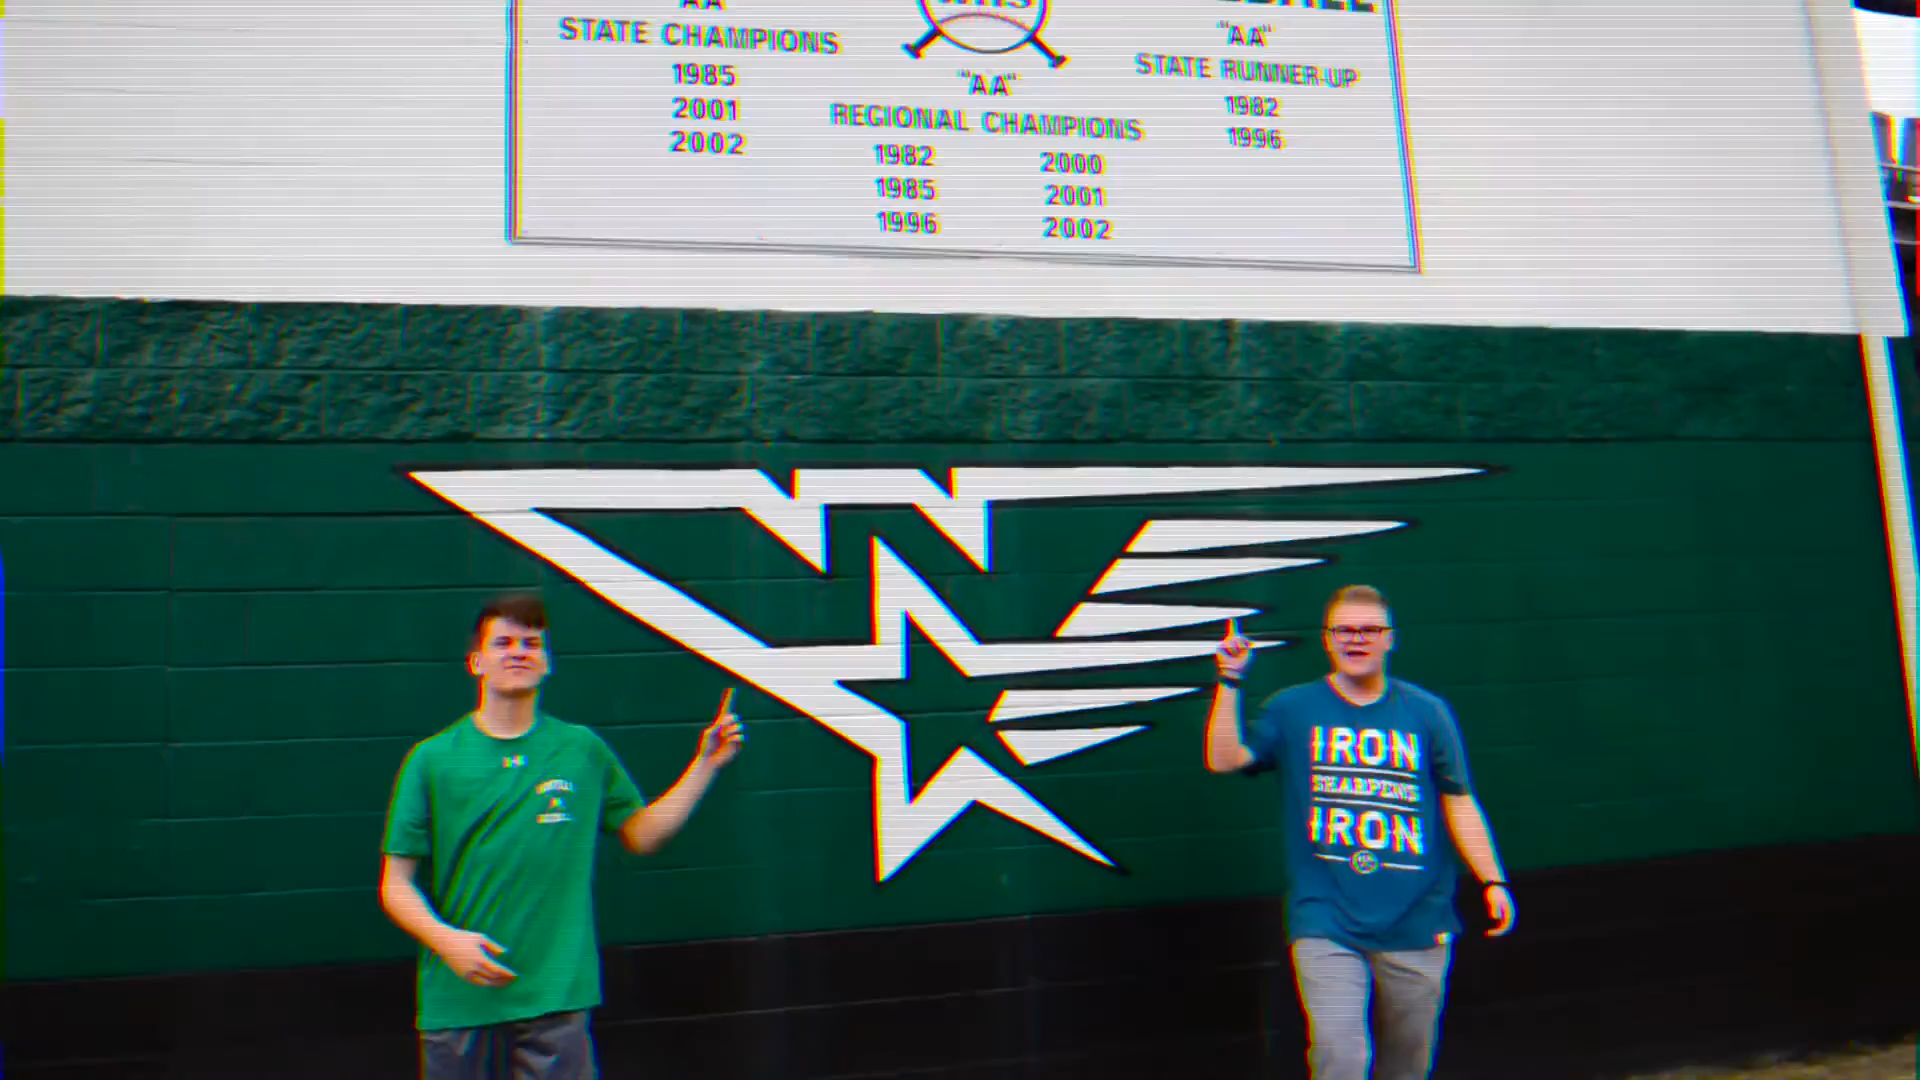 "AA"
STATE CHAMPIONS
1985
2001
2002
"AA"
REGIONAL CHAMPIONS
1982 2000
1985 2001
1996 2002
"AA"
STATE RUNNER-UP
1982
1996
IRON
SHARPENS
IRON